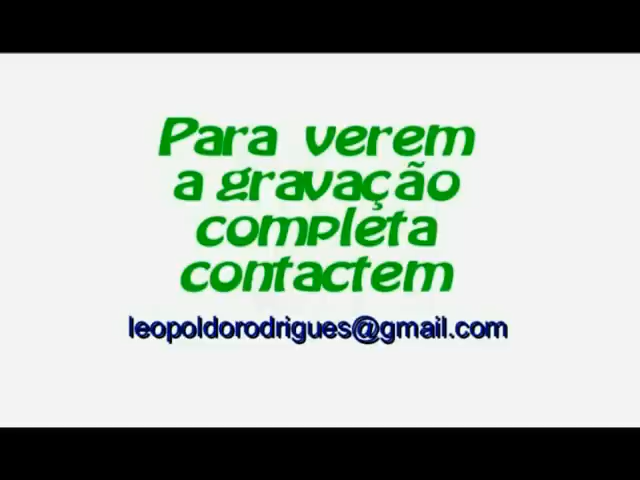 Para verem
a gravação
completa
contactem
leopoldorodrigues@gmail.com